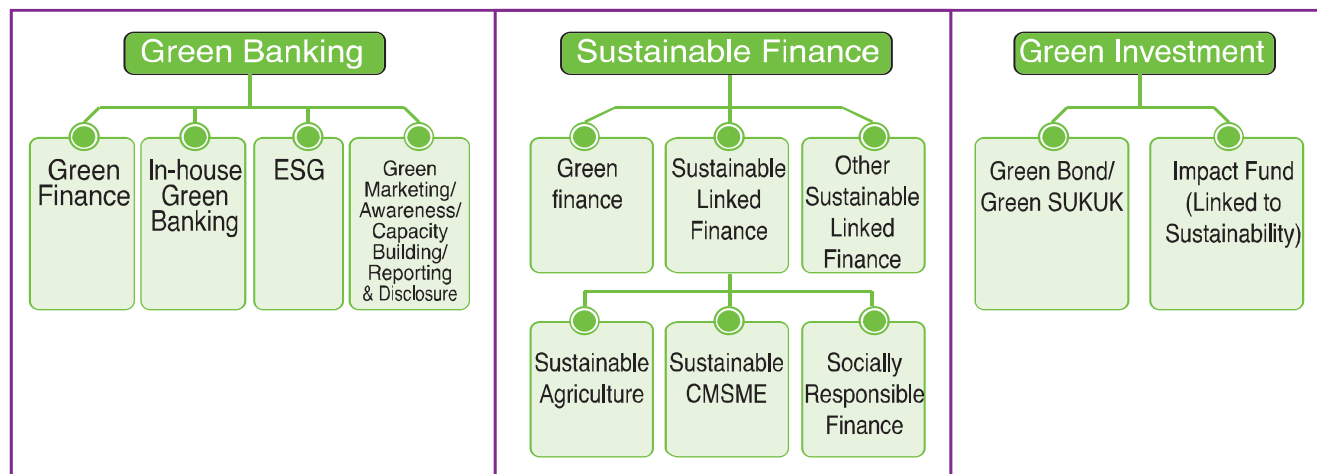 Green Banking
Green
Finance
In-house
Green
Banking
ESG
Green
Marketing/
Awareness/
Capacity
Building/
Reporting
& Disclosure
Sustainable Finance
Green
finance
Sustainable
Linked
Finance
Other
Sustainable
Linked
Finance
Sustainable
Agriculture
Sustainable
CMSME
Socially
Responsible
Finance
Green Investment
Green Bond/
Green SUKUK
Impact Fund
(Linked to
Sustainability)